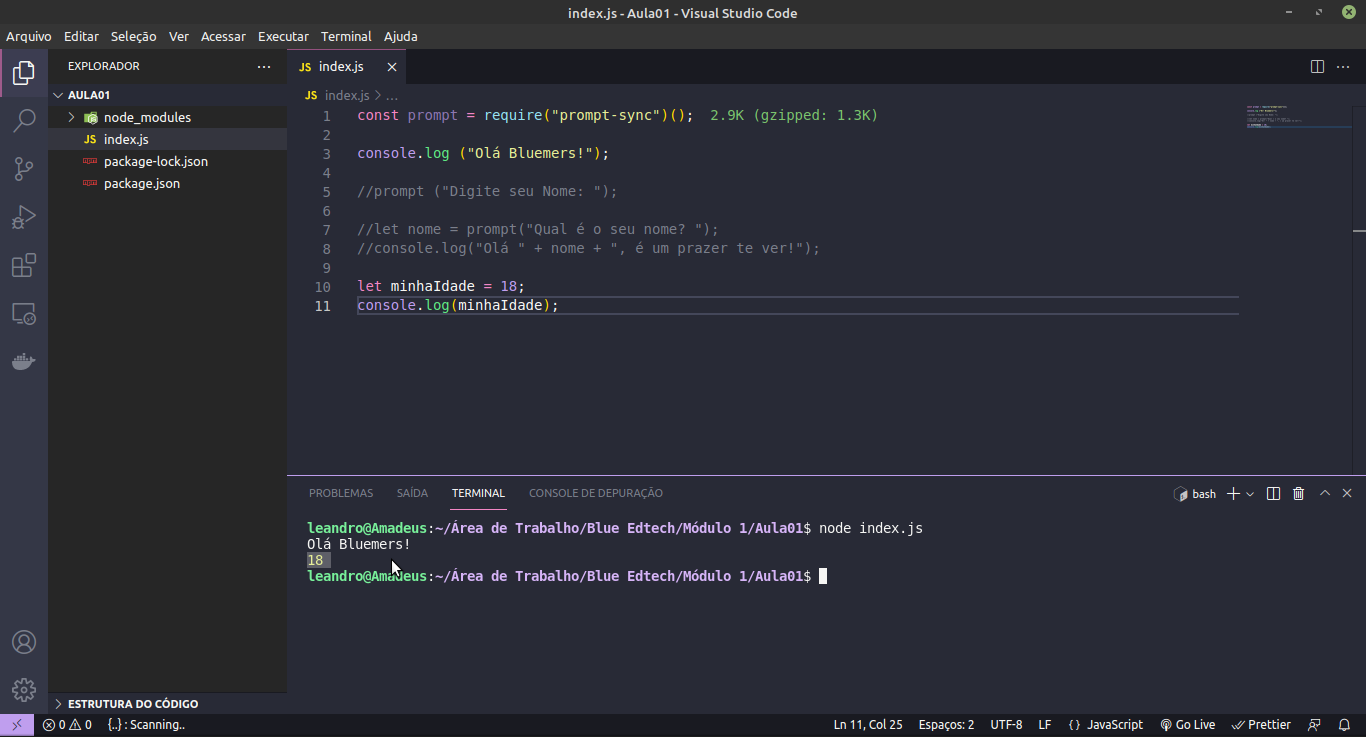 index.js - Aula01 - Visual Studio Code
Arquivo Editar Seleção Ver Acessar Executar Terminal Ajuda
EXPLORADOR
AULA01
node_modules
JS index.js
package-lock.json
package.json
ESTRUTURA DO CÓDIGO
JS index.js
JS index.js > ...
1 const prompt = require("prompt-sync")(); 2.9K (gzipped: 1.3K)
2
3 console.log ("Olá Bluemers!");
4
5 //prompt ("Digite seu Nome: ");
6
7 //let nome = prompt("Qual é o seu nome? ");
8 //console.log("Olá " + nome + ", é um prazer te ver!");
9
10 let minhaIdade = 18;
11 console.log(minhaIdade);
PROBLEMAS SAÍDA TERMINAL CONSOLE DE DEPURAÇÃO bash
leandro@Amadeus:~/Área de Trabalho/Blue Edtech/Módulo 1/Aula01$ node index.js
Olá Bluemers!
18
leandro@Amadeus:~/Área de Trabalho/Blue Edtech/Módulo 1/Aula01$
0 0 {..} : Scanning.. Ln 11, Col 25 Espaços: 2 UTF-8 LF {} JavaScript Go Live Prettier